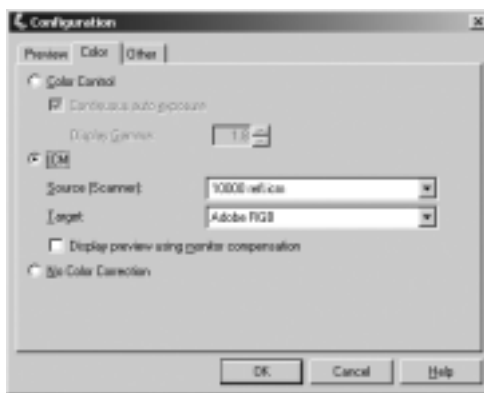 Configuration
Preview Color Other
Color Control
Continuous auto exposure
Display Gamma: 1.8
ICM
Source (Scanner): 10000 refl.icm
Target: Adobe RGB
Display preview using monitor compensation
No Color Correction
OK Cancel Help